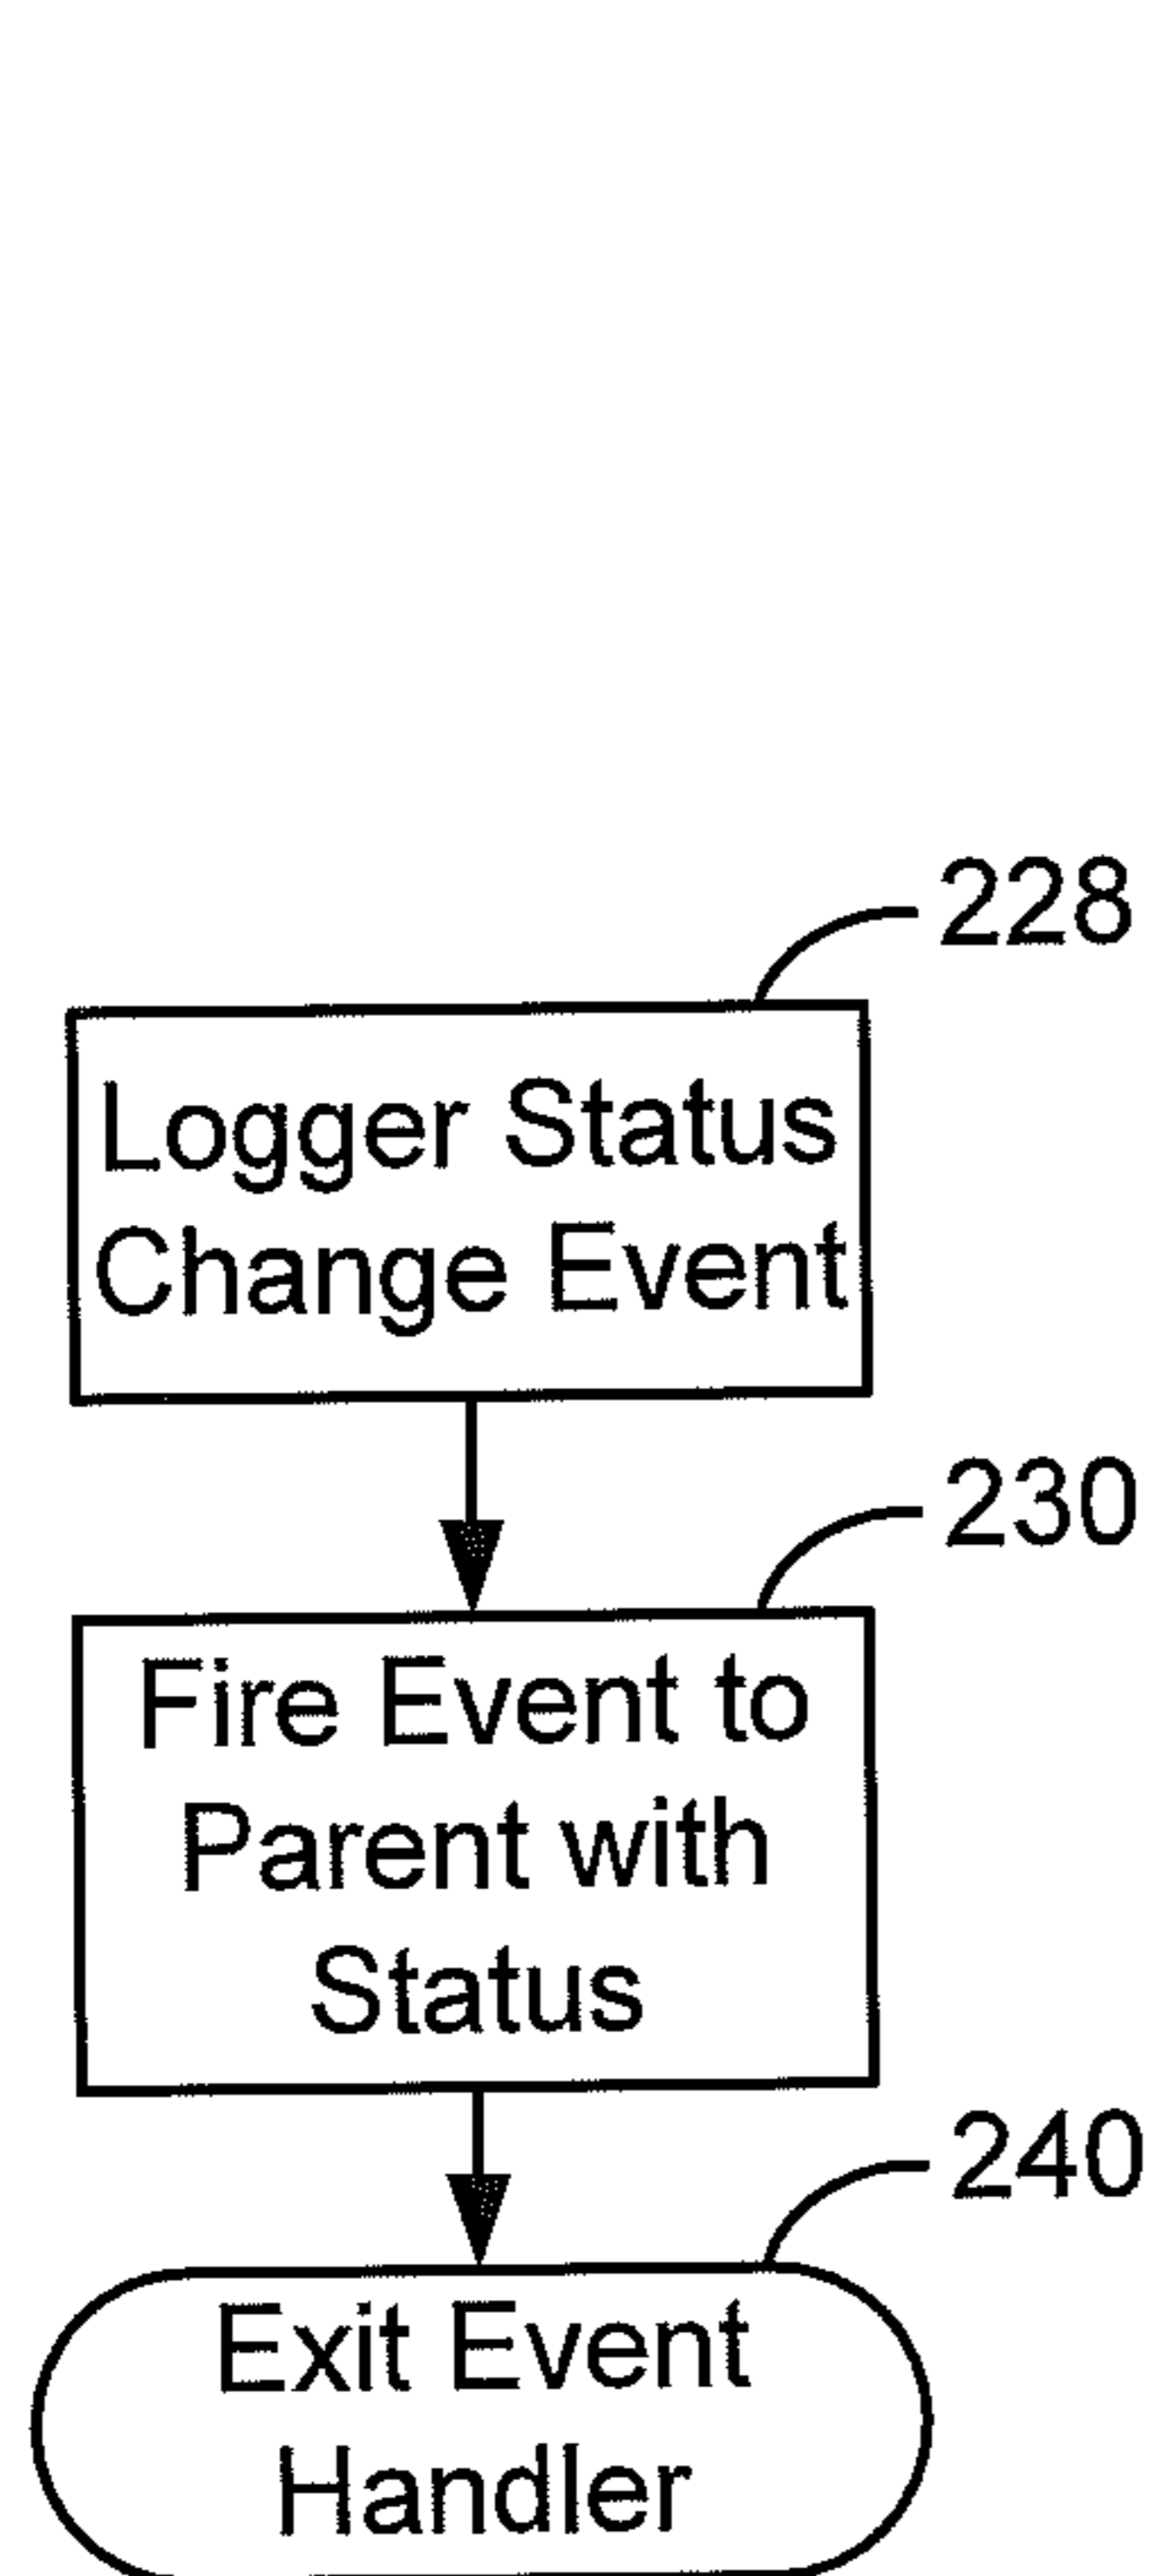 228
Logger Status
Change Event
230
Fire Event to
Parent with
Status
240
Exit Event
Handler